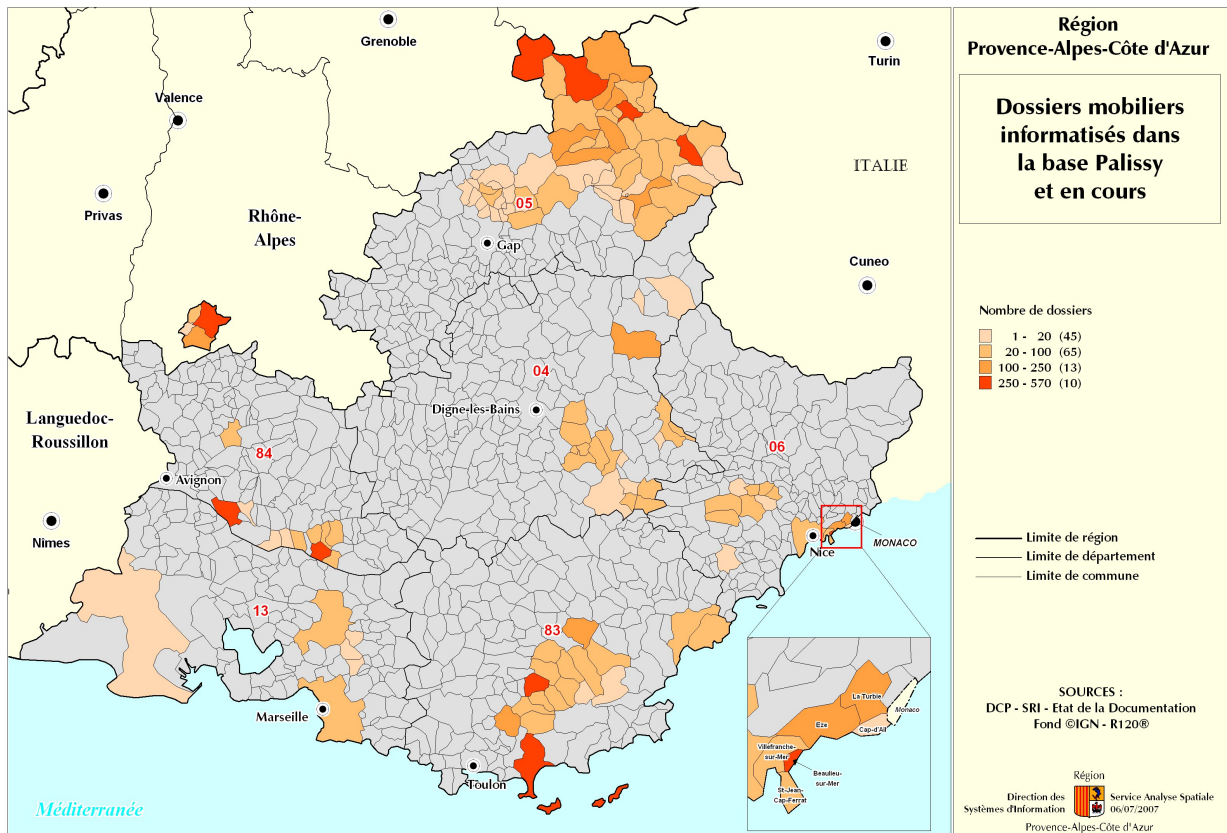 Grenoble
Turin
Valence
ITALIE
Privas
Rhône-
Alpes
05
Gap
Cuneo
04
Languedoc-
Roussillon
Digne-les-Bains
84
06
Avignon
Nimes
MONACO
Nice
13
83
Marseille
Toulon
Méditerranée
La Turbie
Monaco
Eze
Cap-d'Ail
Villefranche-
sur-Mer
Beaulieu-
sur-Mer
St-Jean-
Cap-Ferrat
Région
Provence-Alpes-Côte d'Azur
Dossiers mobiliers
informatisés dans
la base Palissy
et en cours
Nombre de dossiers
1 - 20 (45)
20 - 100 (65)
100 - 250 (13)
250 - 570 (10)
Limite de région
Limite de département
Limite de commune
SOURCES :
DCP - SRI - Etat de la Documentation
Fond ©IGN - R120®
Région
Direction des Service Analyse Spatiale
Systèmes d'Information 06/07/2007
Provence-Alpes-Côte d'Azur